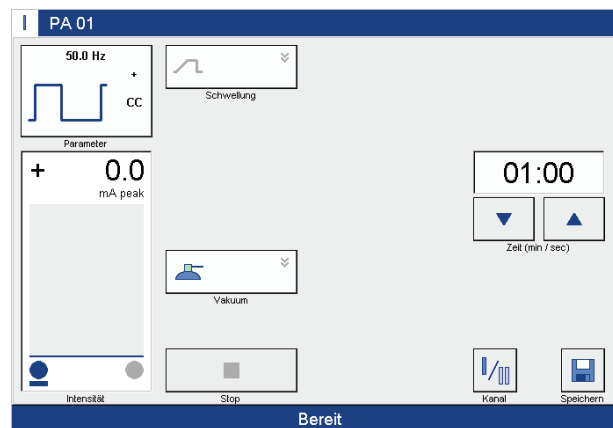 PA 01
50.0 Hz
+
CC
Parameter
Schwellung
+ 0.0
mA peak
Intensität
Vakuum
Stop
01:00
Zeit (min / sec)
Kanal
Speichern
Bereit